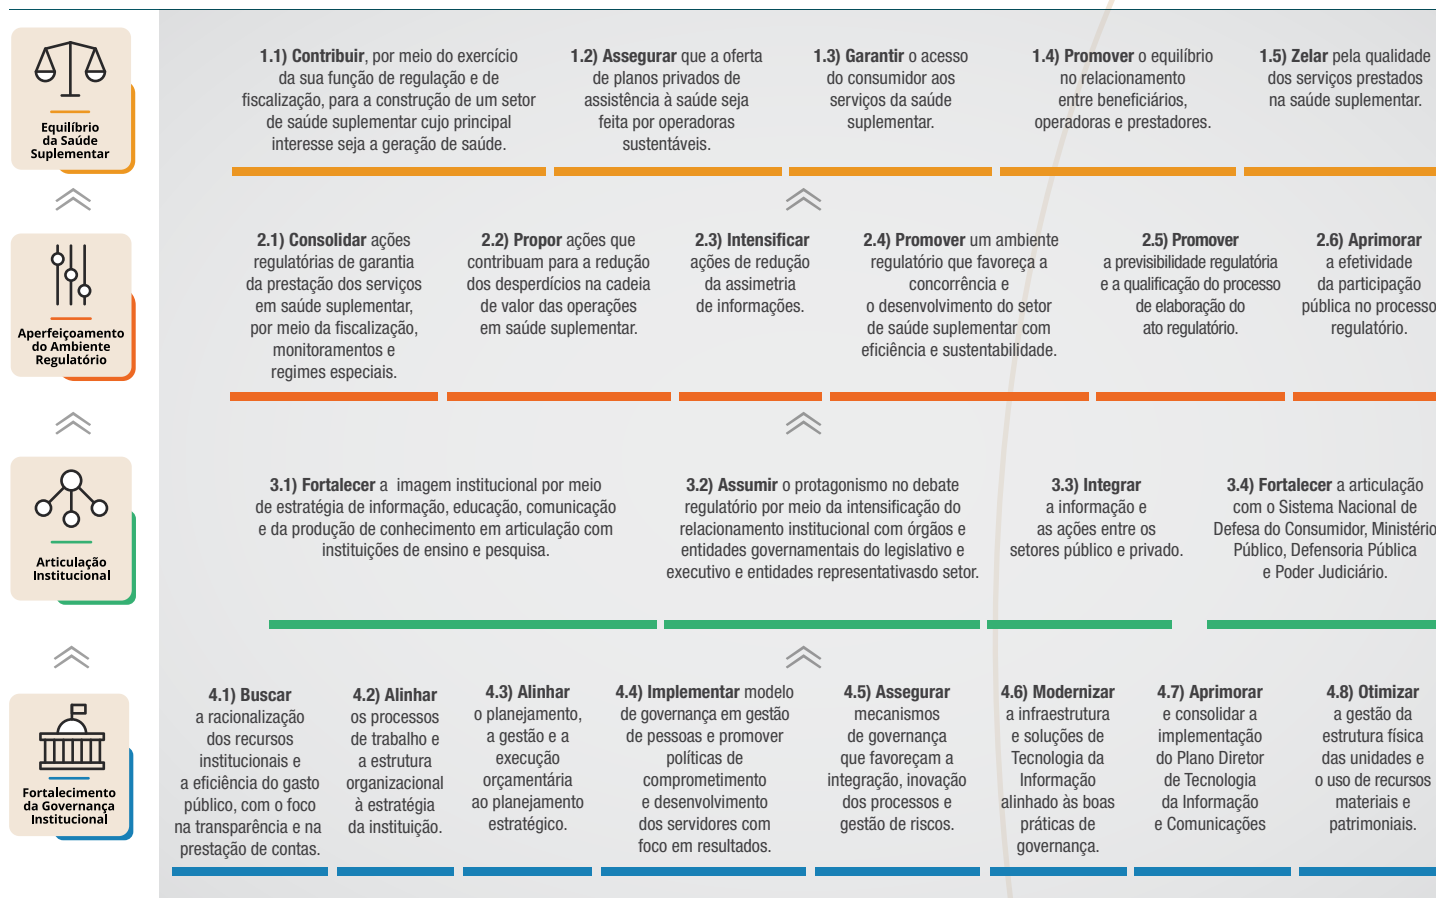 Equilíbrio
da Saúde
Suplementar
1.1) Contribuir, por meio do exercício
da sua função de regulação e de
fiscalização, para a construção de um setor
de saúde suplementar cujo principal
interesse seja a geração de saúde.
1.2) Assegurar que a oferta
de planos privados de
assistência à saúde seja
feita por operadoras
sustentáveis.
1.3) Garantir o acesso
do consumidor aos
serviços da saúde
suplementar.
1.4) Promover o equilíbrio
no relacionamento
entre beneficiários,
operadoras e prestadores.
1.5) Zelar pela qualidade
dos serviços prestados
na saúde suplementar.
Aperfeiçoamento
do Ambiente
Regulatório
2.1) Consolidar ações
regulatórias de garantia
da prestação dos serviços
em saúde suplementar,
por meio da fiscalização,
monitoramentos e
regimes especiais.
2.2) Propor ações que
contribuam para a redução
dos desperdícios na cadeia
de valor das operações
em saúde suplementar.
2.3) Intensificar
ações de redução
da assimetria
de informações.
2.4) Promover um ambiente
regulatório que favoreça a
concorrência e
o desenvolvimento do setor
de saúde suplementar com
eficiência e sustentabilidade.
2.5) Promover
a previsibilidade regulatória
e a qualificação do processo
de elaboração do
ato regulatório.
2.6) Aprimorar
a efetividade
da participação
pública no processo
regulatório.
Articulação
Institucional
3.1) Fortalecer a imagem institucional por meio
de estratégia de informação, educação, comunicação
e da produção de conhecimento em articulação com
instituições de ensino e pesquisa.
3.2) Assumir o protagonismo no debate
regulatório por meio da intensificação do
relacionamento institucional com órgãos e
entidades governamentais do legislativo e
executivo e entidades representativasdo setor.
3.3) Integrar
a informação e
as ações entre os
setores público e privado.
3.4) Fortalecer a articulação
com o Sistema Nacional de
Defesa do Consumidor, Ministério
Público, Defensoria Pública
e Poder Judiciário.
Fortalecimento
da Governança
Institucional
4.1) Buscar
a racionalização
dos recursos
institucionais e
a eficiência do gasto
público, com o foco
na transparência e na
prestação de contas.
4.2) Alinhar
os processos
de trabalho e
a estrutura
organizacional
à estratégia
da instituição.
4.3) Alinhar
o planejamento,
a gestão e a
execução
orçamentária
ao planejamento
estratégico.
4.4) Implementar modelo
de governança em gestão
de pessoas e promover
políticas de
comprometimento
e desenvolvimento
dos servidores com
foco em resultados.
4.5) Assegurar
mecanismos
de governança
que favoreçam a
integração, inovação
dos processos e
gestão de riscos.
4.6) Modernizar
a infraestrutura
e soluções de
Tecnologia da
Informação
alinhado às boas
práticas de
governança.
4.7) Aprimorar
e consolidar a
implementação
do Plano Diretor
de Tecnologia
da Informação
e Comunicações
4.8) Otimizar
a gestão da
estrutura física
das unidades e
o uso de recursos
materiais e
patrimoniais.